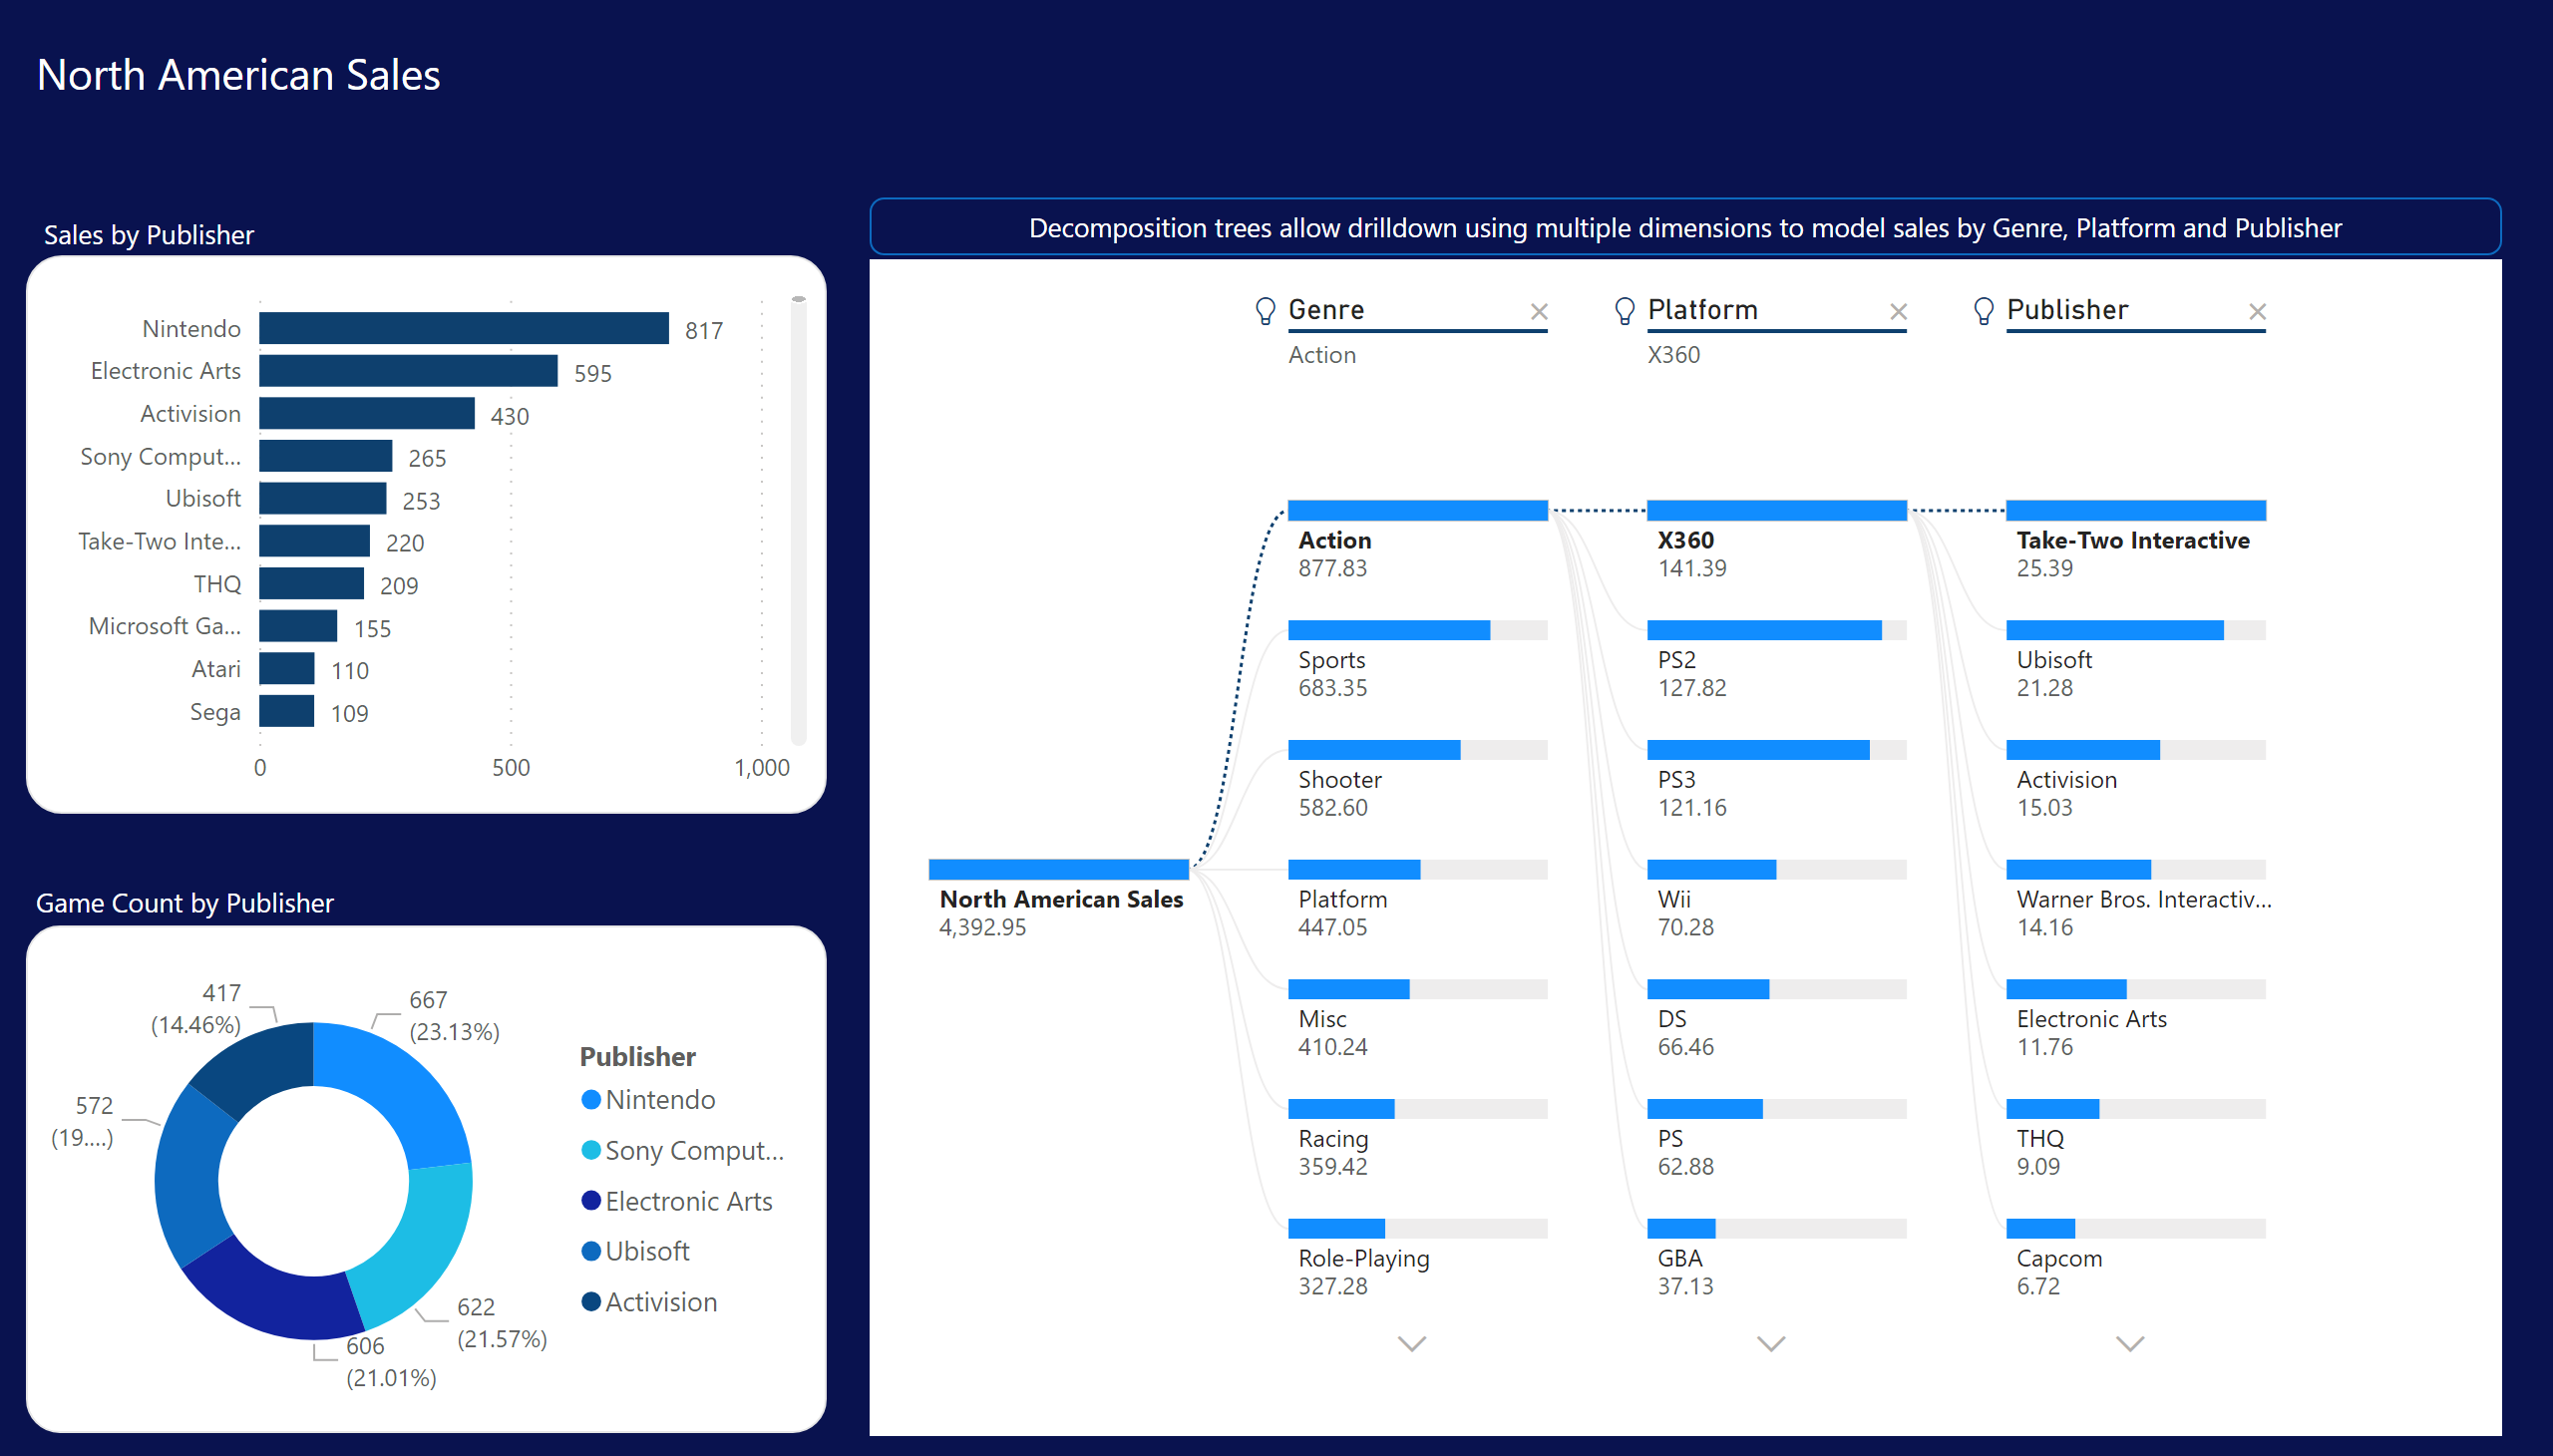 North American Sales
Sales by Publisher
Nintendo 817
Electronic Arts 595
Activision 430
Sony Comput... 265
Ubisoft 253
Take-Two Inte... 220
THQ 209
Microsoft Ga... 155
Atari 110
Sega 109
0 500 1,000
Game Count by Publisher
417
(14.46%)
667
(23.13%)
572
(19....)
622
(21.57%)
606
(21.01%)
Publisher
Nintendo
Sony Comput...
Electronic Arts
Ubisoft
Activision
Decomposition trees allow drilldown using multiple dimensions to model sales by Genre, Platform and Publisher
Genre
Action
Platform
X360
Publisher
North American Sales
4,392.95
Action
877.83
Sports
683.35
Shooter
582.60
Platform
447.05
Misc
410.24
Racing
359.42
Role-Playing
327.28
X360
141.39
PS2
127.82
PS3
121.16
Wii
70.28
DS
66.46
PS
62.88
GBA
37.13
Take-Two Interactive
25.39
Ubisoft
21.28
Activision
15.03
Warner Bros. Interactiv...
14.16
Electronic Arts
11.76
THQ
9.09
Capcom
6.72